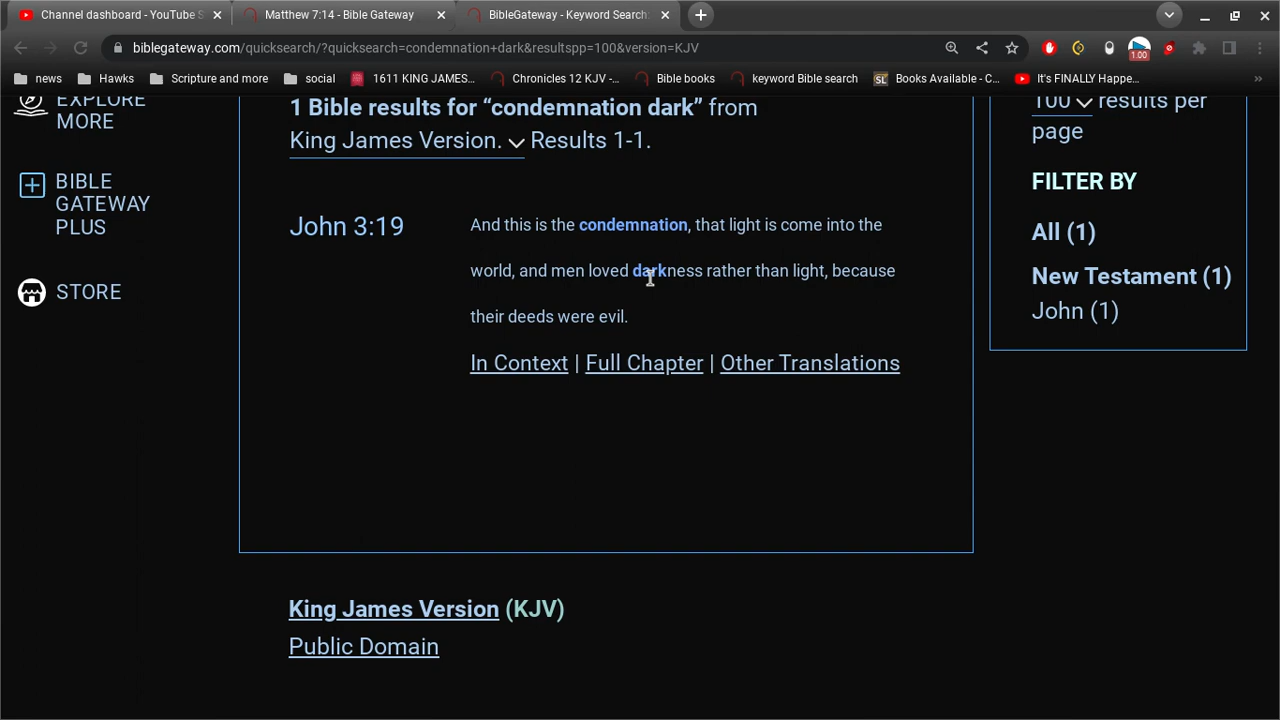 Channel dashboard - YouTube S
Matthew 7:14 - Bible Gateway
BibleGateway - Keyword Search:
biblegateway.com/quicksearch/?quicksearch=condemnation+dark&resultspp=100&version=KJV
1.00
news
Hawks
Scripture and more
social
1611 KING JAMES...
Chronicles 12 KJV -...
Bible books
keyword Bible search
SL
Books Available - C...
It's FINALLY Happe...
»
EXPLORE
MORE
BIBLE
GATEWAY
PLUS
STORE
1 Bible results for “condemnation dark” from
King James Version. Results 1-1.
John 3:19
And this is the condemnation, that light is come into the
world, and men loved darkness rather than light, because
their deeds were evil.
In Context | Full Chapter | Other Translations
King James Version (KJV)
Public Domain
100 results per
page
FILTER BY
All (1)
New Testament (1)
John (1)